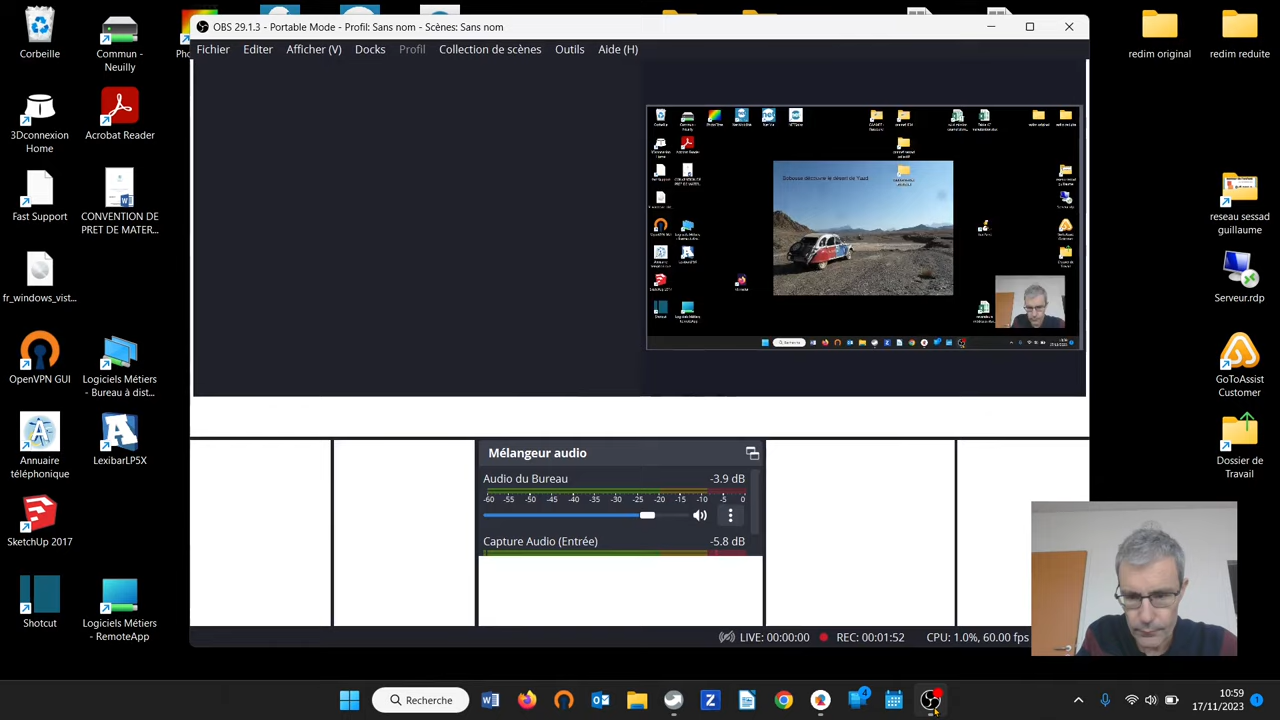 OBS 29.1.3 - Portable Mode - Profil: Sans nom - Scènes: Sans nom
Fichier
Editer
Afficher (V)
Docks
Profil
Collection de scènes
Outils
Aide (H)
Corbeille
Commun -
Neuilly
Pho
redim original
redim reduite
3Dconnexion
Home
Acrobat Reader
Fast Support
CONVENTION DE
PRET DE MATER...
reseau sessad
guillaume
fr_windows_vist...
Serveur.rdp
OpenVPN GUI
Logiciels Métiers
- Bureau à dist...
GoToAssist
Customer
Annuaire
téléphonique
LexibarLP5X
Dossier de
Travail
SketchUp 2017
Shotcut
Logiciels Métiers
- RemoteApp
Mélangeur audio
Audio du Bureau
-3.9 dB
-60 -55 -50 -45 -40 -35 -30 -25 -20 -15 -10 -5 0
Capture Audio (Entrée)
-5.8 dB
LIVE: 00:00:00
REC: 00:01:52
CPU: 1.0%, 60.00 fps
Recherche
4
10:59
17/11/2023